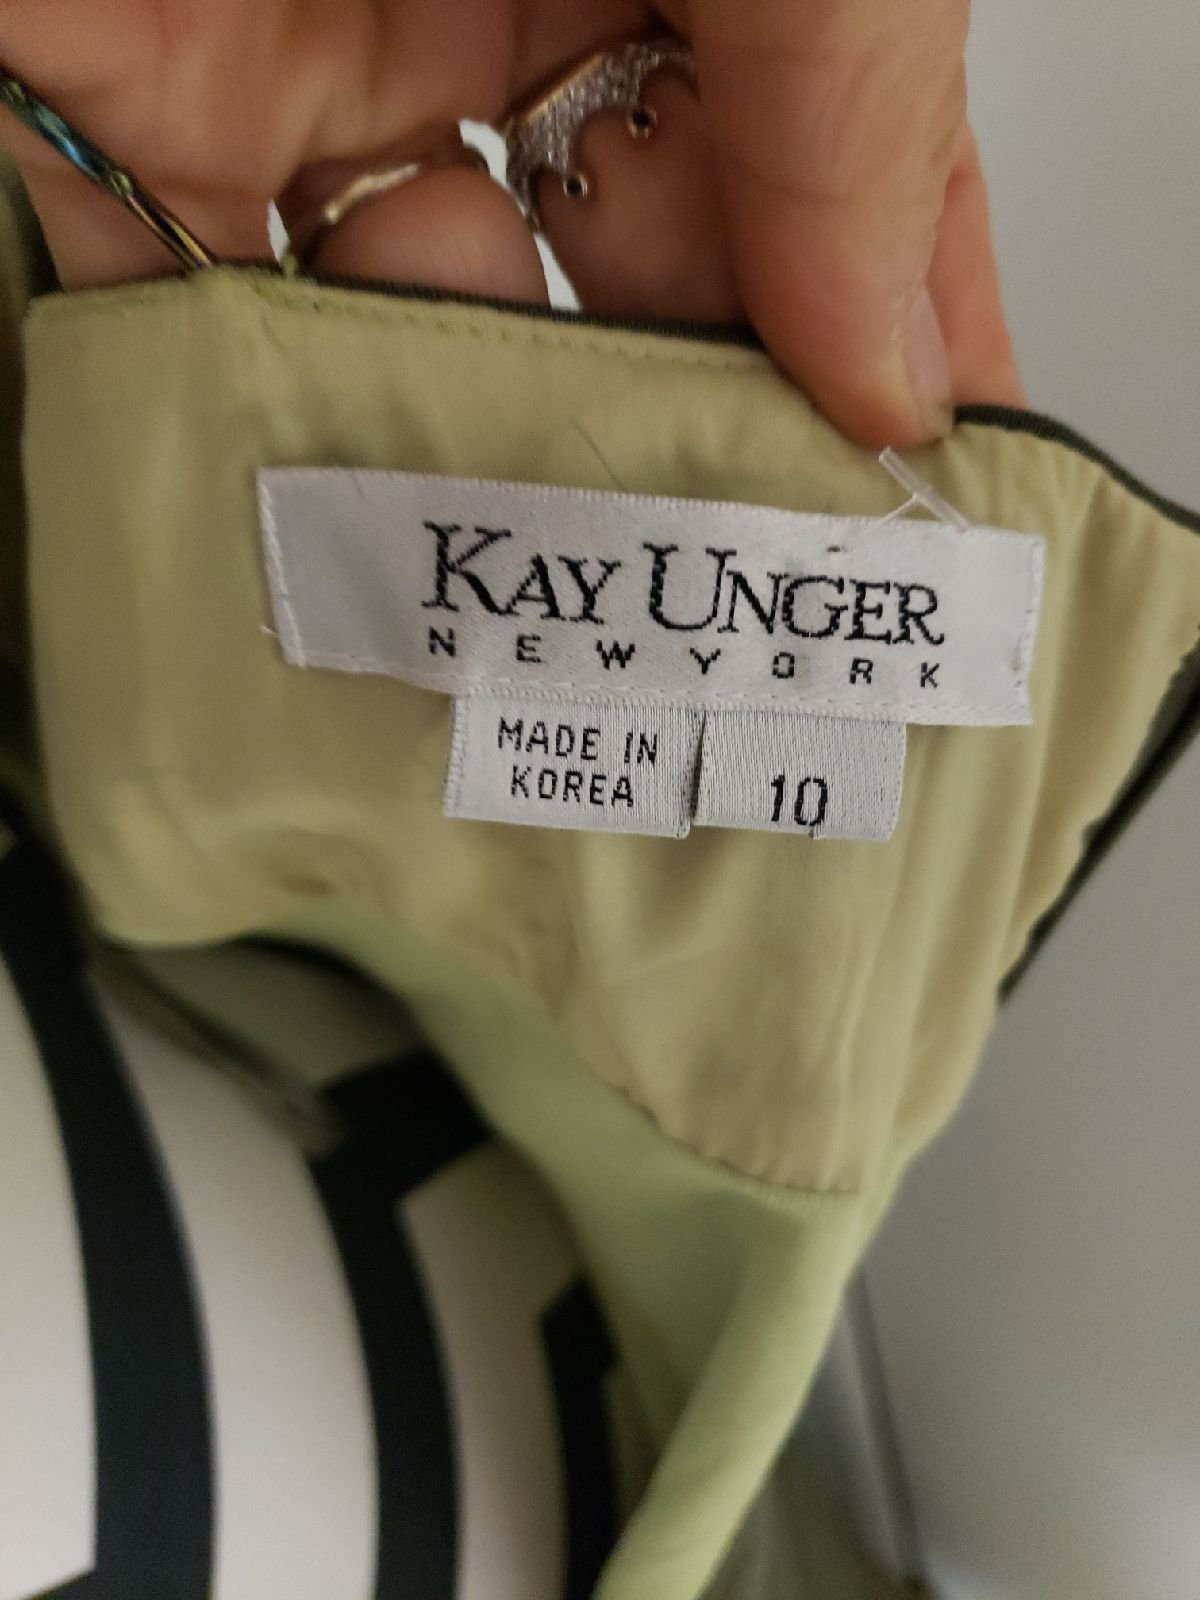 KAY UNGER
NEW YORK
MADE IN
KOREA
10